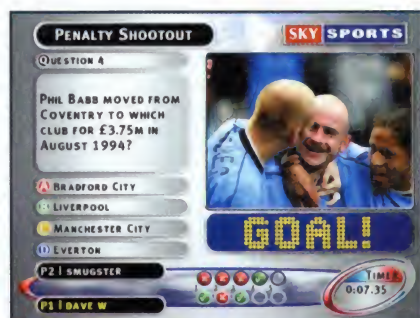 PENALTY SHOOTOUT
SKY SPORTS
QUESTION 4
PHIL BABB MOVED FROM
COVENTRY TO WHICH
CLUB FOR £3.75M IN
AUGUST 1994?
A BRADFORD CITY
B LIVERPOOL
C MANCHESTER CITY
D EVERTON
GOAL!
P2 | SMUGSTER
P1 | DAVE W
TIMER
0:07.35